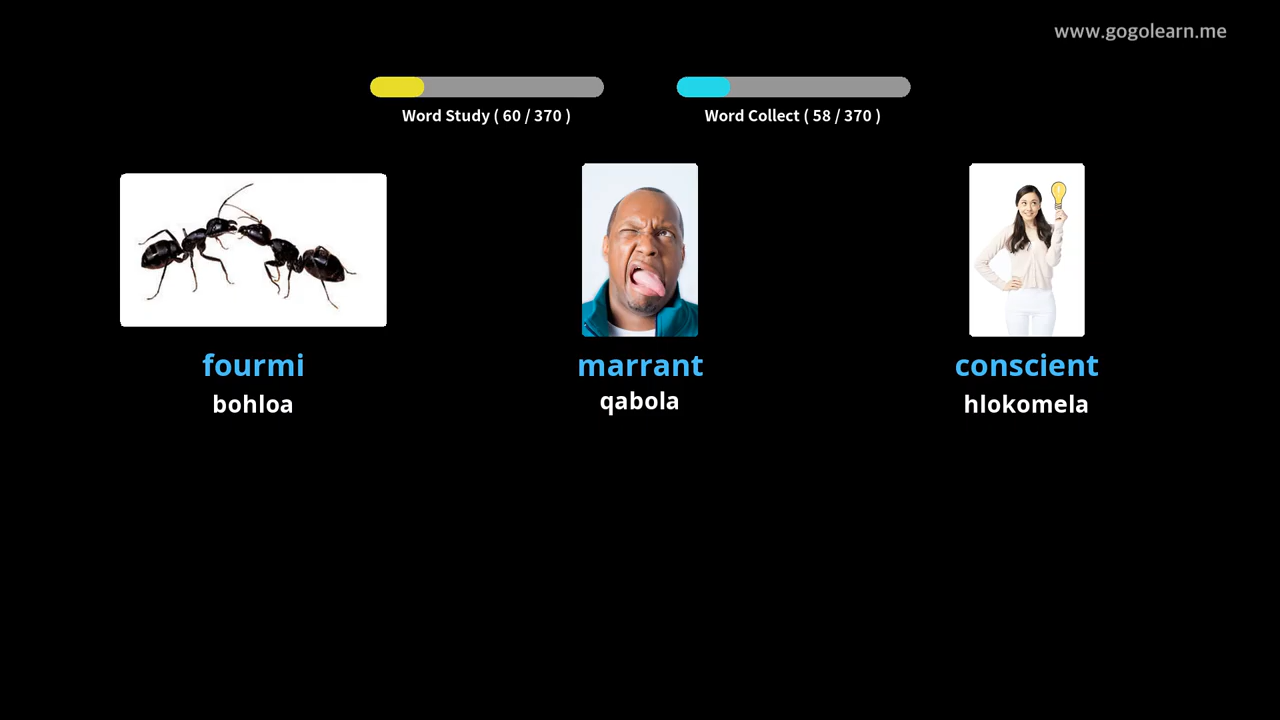 www.gogolearn.me
Word Study ( 60 / 370 )
Word Collect ( 58 / 370 )
fourmi
bohloa
marrant
qabola
conscient
hlokomela